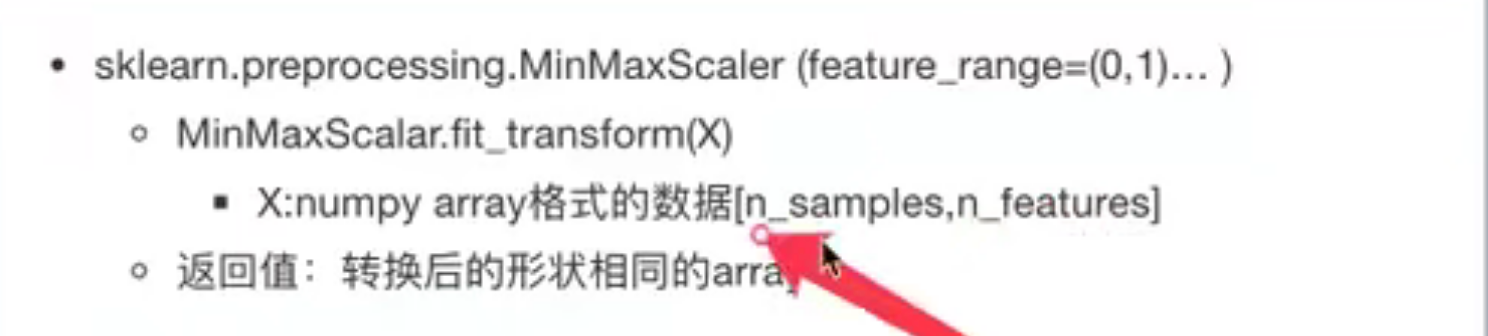 • sklearn.preprocessing.MinMaxScaler (feature_range=(0,1)... )
◦ MinMaxScalar.fit_transform(X)
▪ X:numpy array格式的数据[n_samples,n_features]
◦ 返回值：转换后的形状相同的array